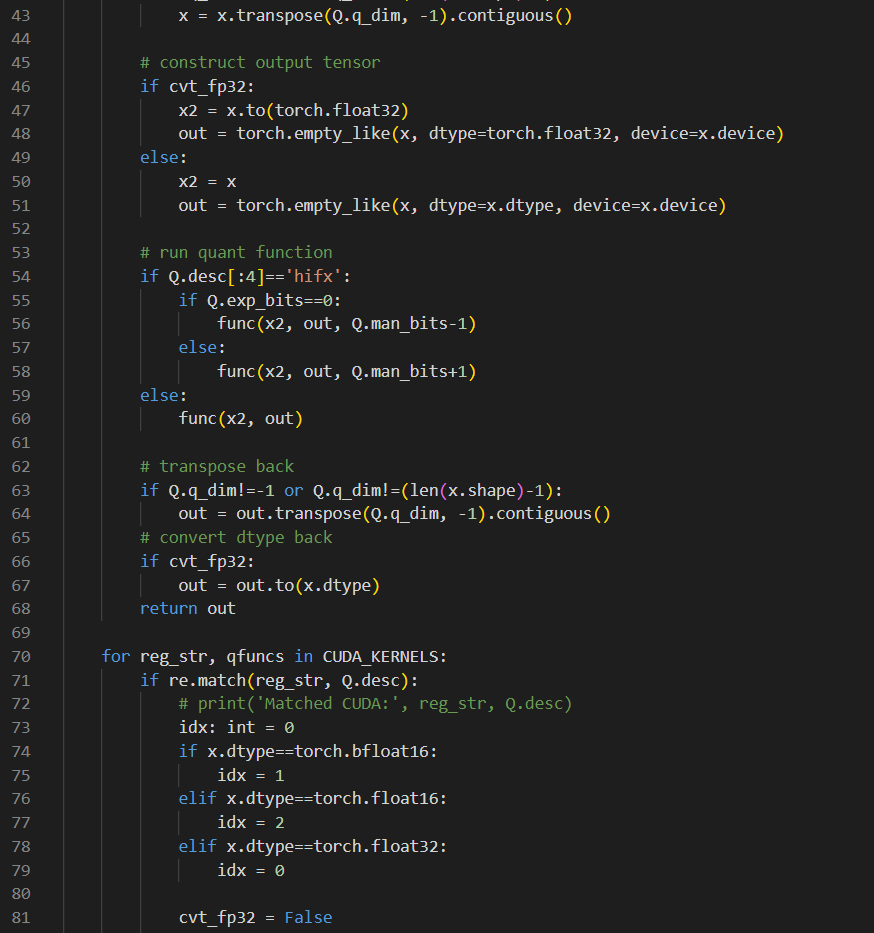 43 x = x.transpose(Q.q_dim, -1).contiguous()
44
45 # construct output tensor
46 if cvt_fp32:
47 x2 = x.to(torch.float32)
48 out = torch.empty_like(x, dtype=torch.float32, device=x.device)
49 else:
50 x2 = x
51 out = torch.empty_like(x, dtype=x.dtype, device=x.device)
52
53 # run quant function
54 if Q.desc[:4]=='hifx':
55 if Q.exp_bits==0:
56 func(x2, out, Q.man_bits-1)
57 else:
58 func(x2, out, Q.man_bits+1)
59 else:
60 func(x2, out)
61
62 # transpose back
63 if Q.q_dim!=-1 or Q.q_dim!=(len(x.shape)-1):
64 out = out.transpose(Q.q_dim, -1).contiguous()
65 # convert dtype back
66 if cvt_fp32:
67 out = out.to(x.dtype)
68 return out
69
70 for reg_str, qfuncs in CUDA_KERNELS:
71 if re.match(reg_str, Q.desc):
72 # print('Matched CUDA:', reg_str, Q.desc)
73 idx: int = 0
74 if x.dtype==torch.bfloat16:
75 idx = 1
76 elif x.dtype==torch.float16:
77 idx = 2
78 elif x.dtype==torch.float32:
79 idx = 0
80
81 cvt_fp32 = False